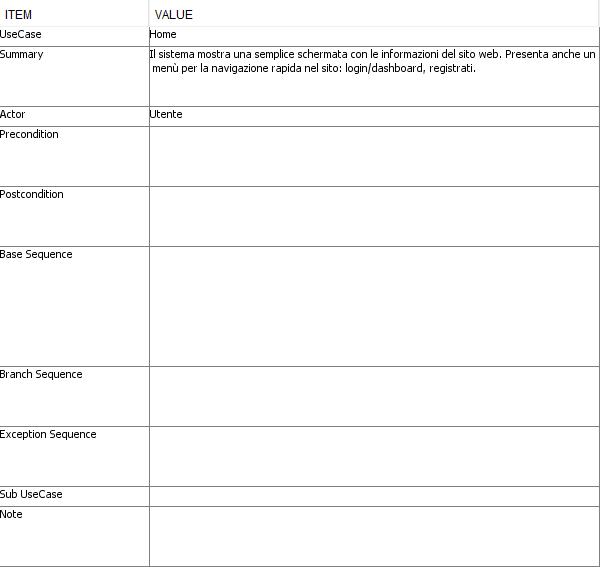 ITEM VALUE
UseCase Home
Summary Il sistema mostra una semplice schermata con le informazioni del sito web. Presenta anche un
menù per la navigazione rapida nel sito: login/dashboard, registrati.
Actor Utente
Precondition
Postcondition
Base Sequence
Branch Sequence
Exception Sequence
Sub UseCase
Note